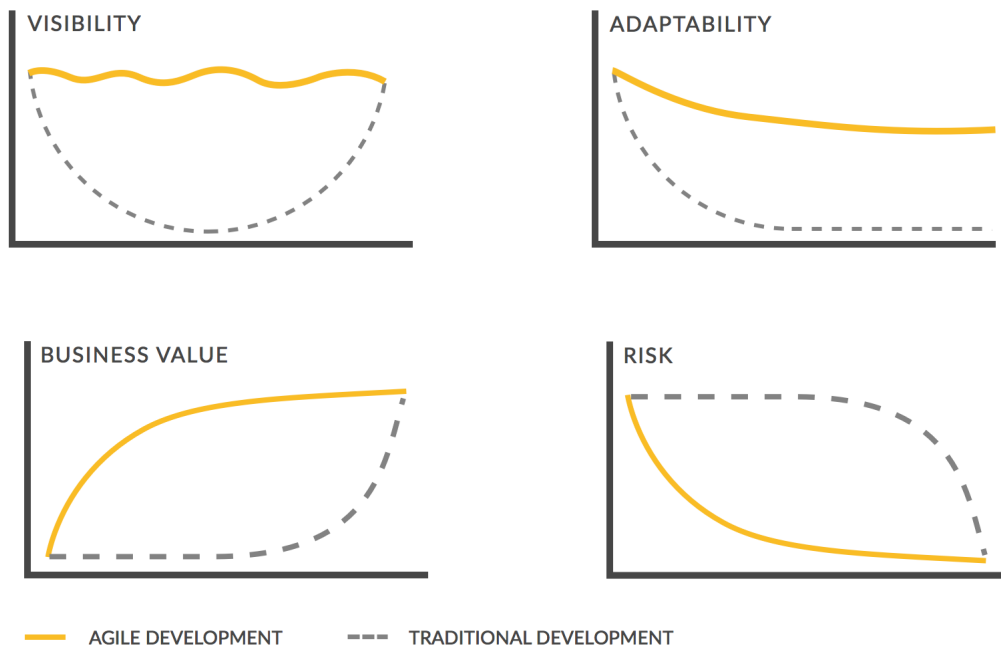 VISIBILITY
ADAPTABILITY
BUSINESS VALUE
RISK
AGILE DEVELOPMENT
TRADITIONAL DEVELOPMENT